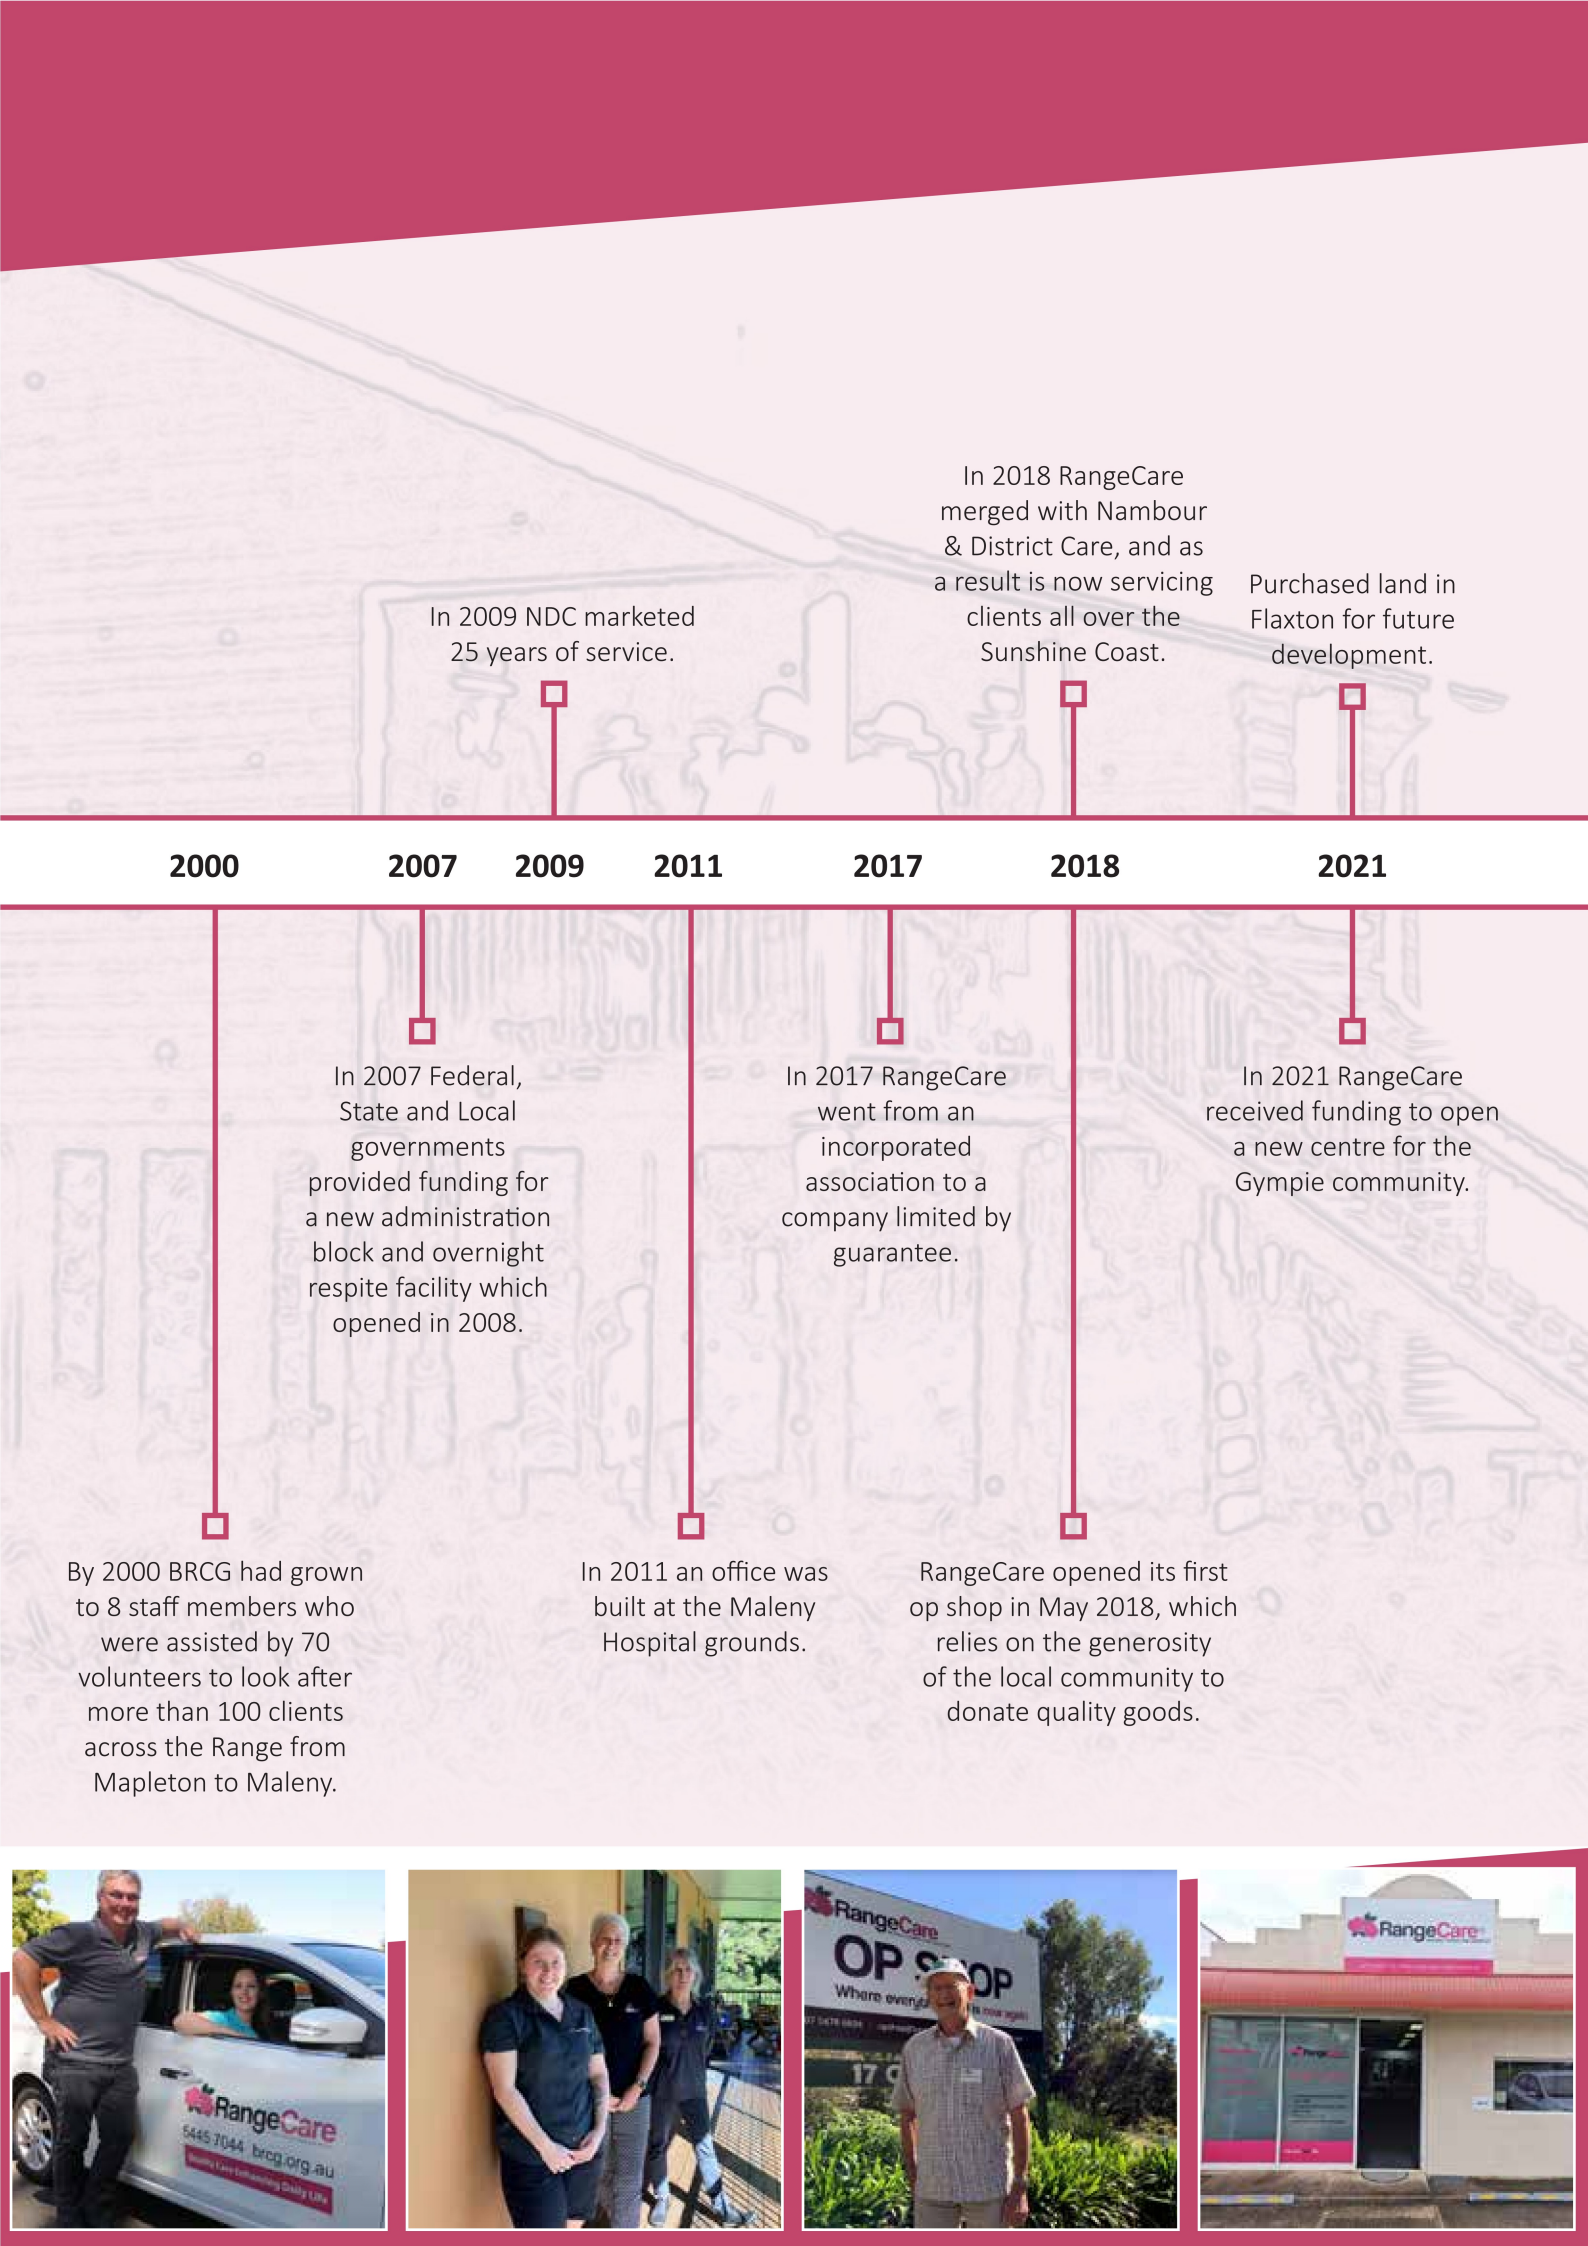 In 2018 RangeCare
merged with Nambour
& District Care, and as
a result is now servicing
clients all over the
Sunshine Coast.
Purchased land in
Flaxton for future
development.
In 2009 NDC marketed
25 years of service.
2000 2007 2009 2011 2017 2018 2021
In 2007 Federal,
State and Local
governments
provided funding for
a new administration
block and overnight
respite facility which
opened in 2008.
In 2017 RangeCare
went from an
incorporated
association to a
company limited by
guarantee.
In 2021 RangeCare
received funding to open
a new centre for the
Gympie community.
By 2000 BRCG had grown
to 8 staff members who
were assisted by 70
volunteers to look after
more than 100 clients
across the Range from
Mapleton to Maleny.
In 2011 an office was
built at the Maleny
Hospital grounds.
RangeCare opened its first
op shop in May 2018, which
relies on the generosity
of the local community to
donate quality goods.
RangeCare
5445 7044 brcg.org.au
Quality Care Enhancing Daily Life
RangeCare
OP SHOP
Where
17
RangeCare